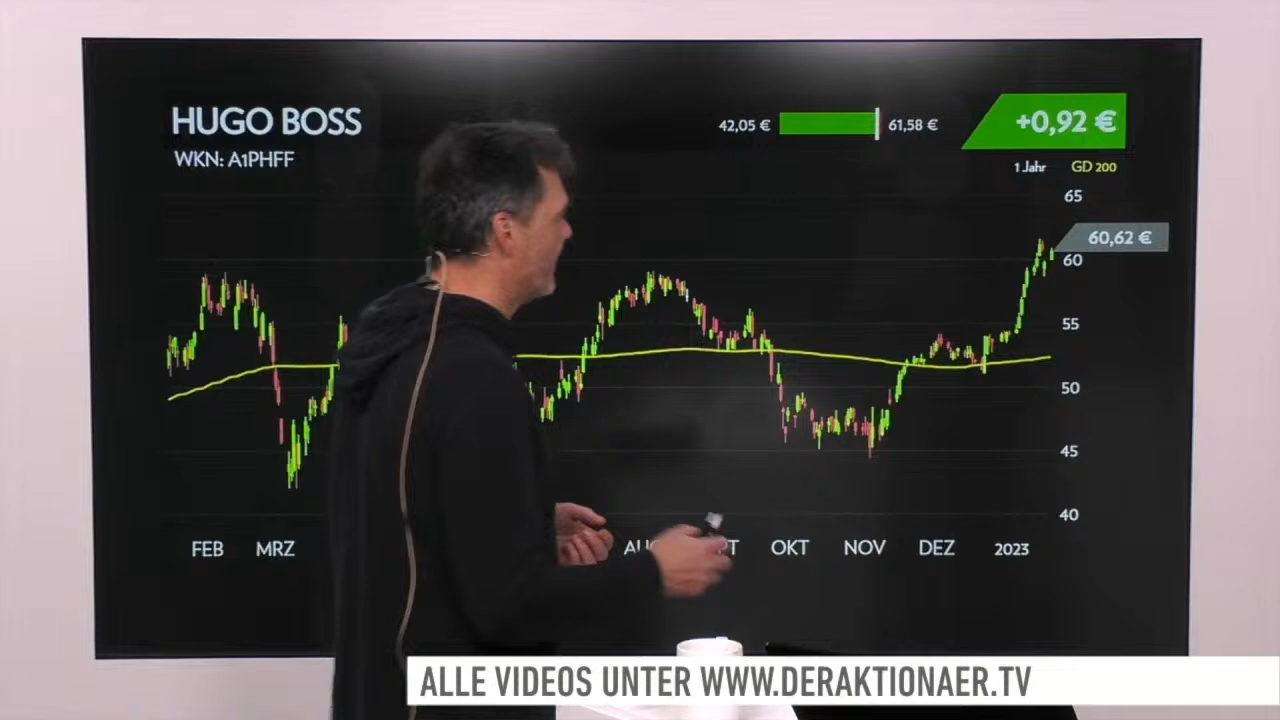 HUGO BOSS
WKN: A1PHFF
42,05 €
61,58 €
+0,92 €
1 Jahr GD 200
65
60,62 €
60
55
50
45
40
FEB MRZ OKT NOV DEZ 2023
ALLE VIDEOS UNTER WWW.DERAKTIONAER.TV